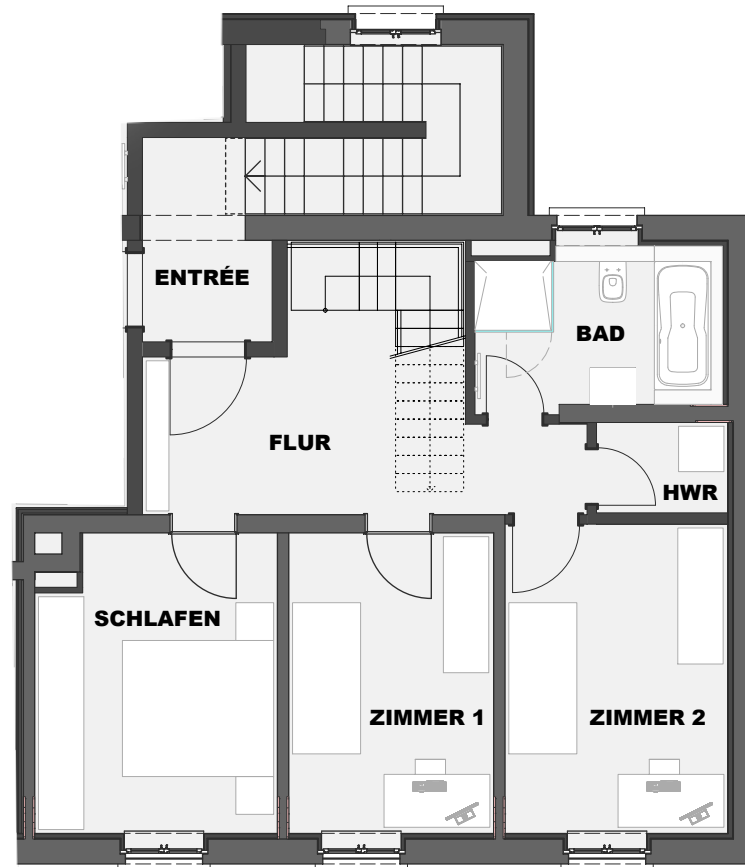 ENTRÉE
BAD
FLUR
HWR
SCHLAFEN
ZIMMER 1
ZIMMER 2